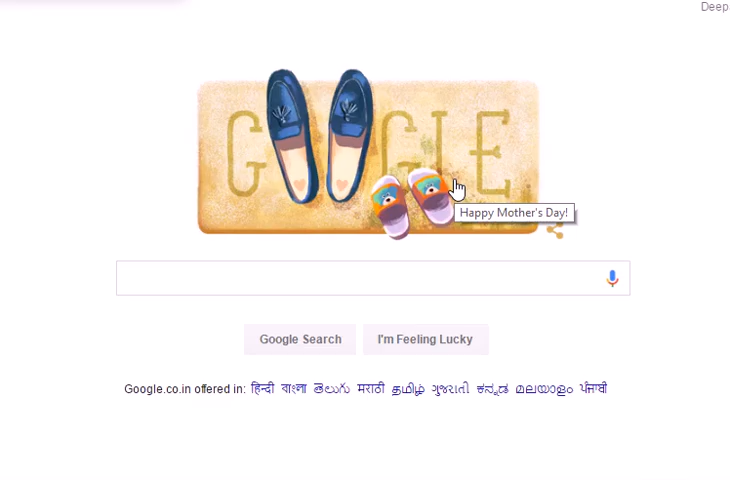 Deep
GOOGLE
Happy Mother's Day!
Google Search
I'm Feeling Lucky
Google.co.in offered in: हिन्दी বাংলা తెలుగు मराठी தமிழ் ગુજરાતી ಕನ್ನಡ മലയാളം ਪੰਜਾਬੀ